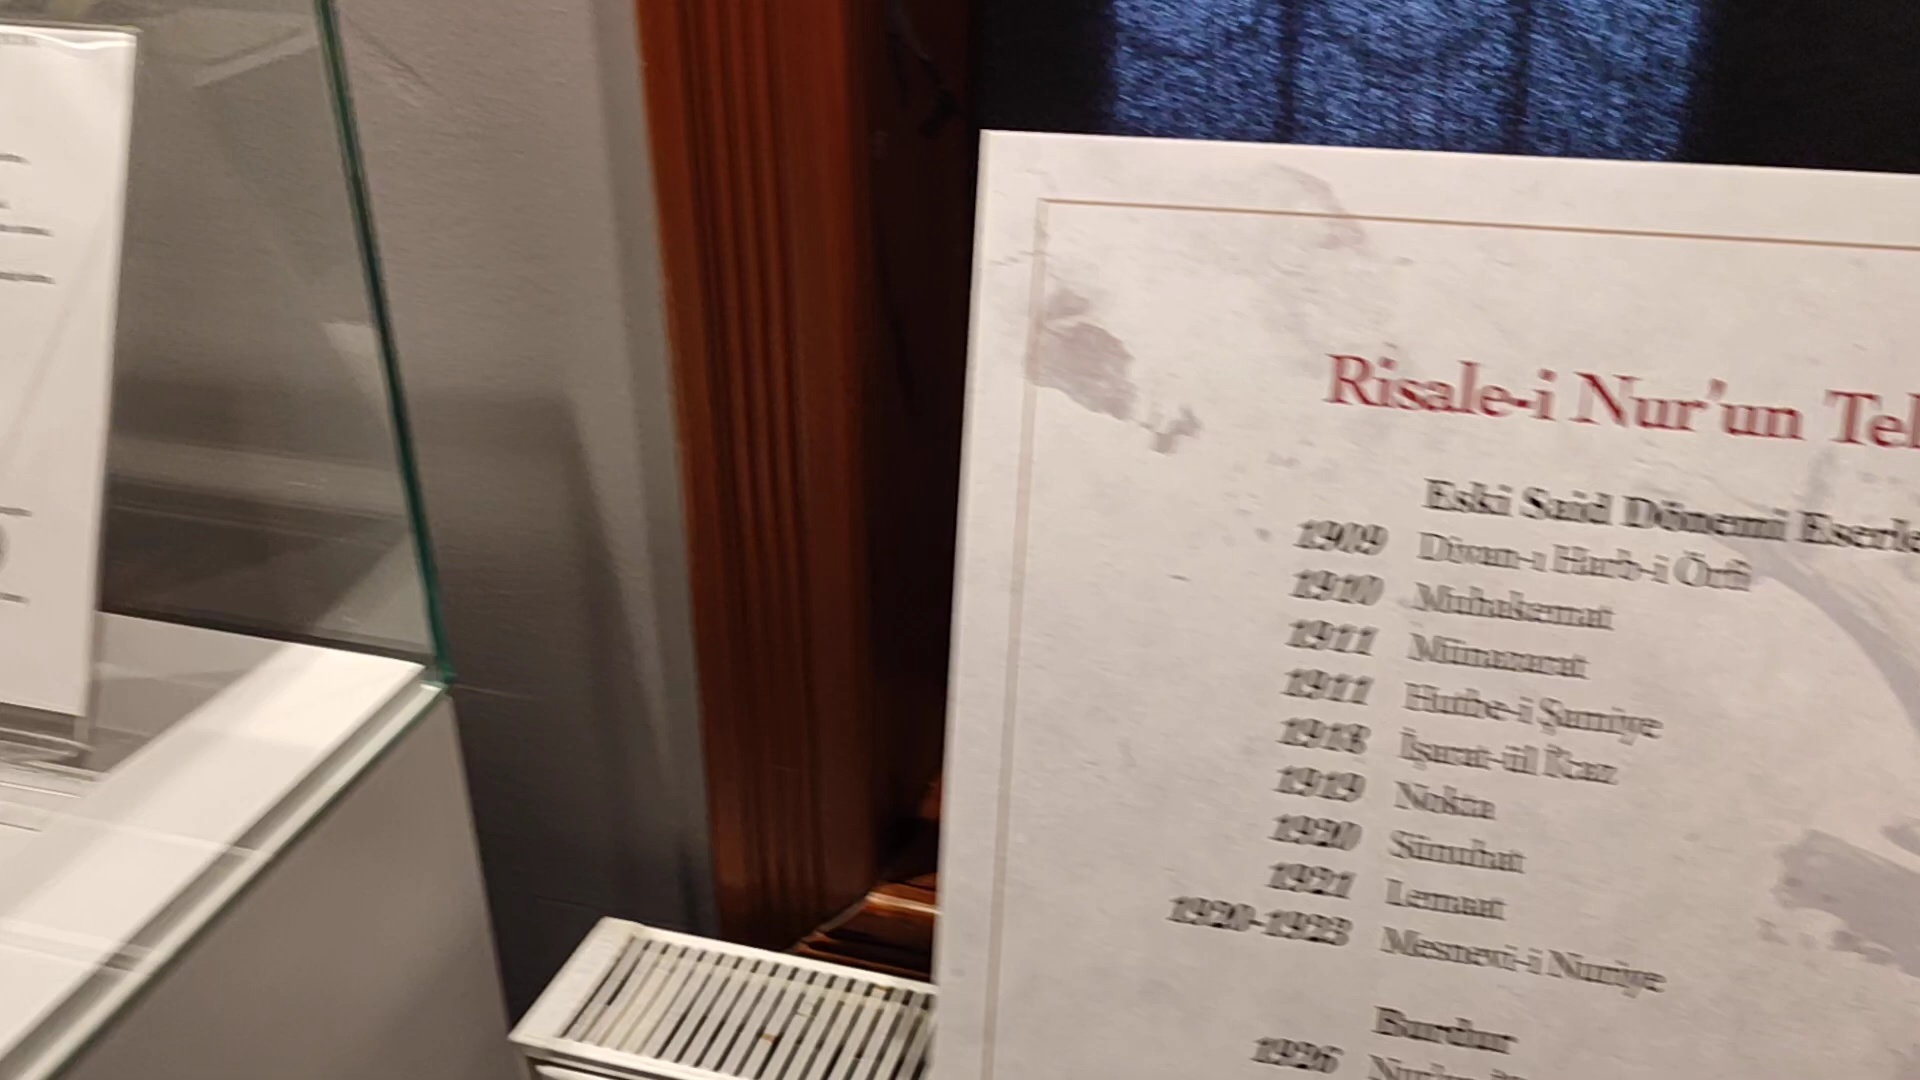 Risale-i Nur'un Tel
Eski Said Dönemi Eserle
1909 Divan-ı Harb-i Örfi
1910 Muhakemat
1911 Münazarat
1911 Hutbe-i Şamiye
1918 İşarat-ül İ'caz
1919 Nokta
1920 Sünuhat
1921 Lemaat
1920-1923 Mesnevi-i Nuriye
Burdur
1926